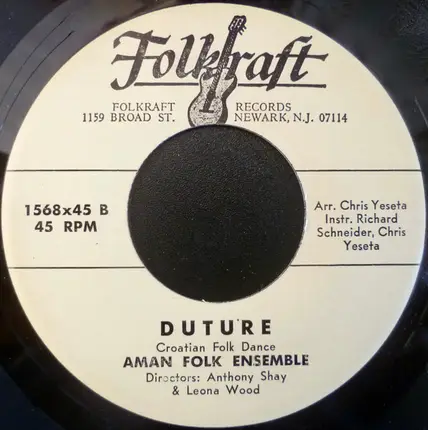 Folkraft
FOLKRAFT RECORDS
1159 BROAD ST. NEWARK, N.J. 07114
1568x45 B
45 RPM
Arr. Chris Yeseta
Instr. Richard
Schneider, Chris
Yeseta
DUTURE
Croatian Folk Dance
AMAN FOLK ENSEMBLE
Directors: Anthony Shay
& Leona Wood